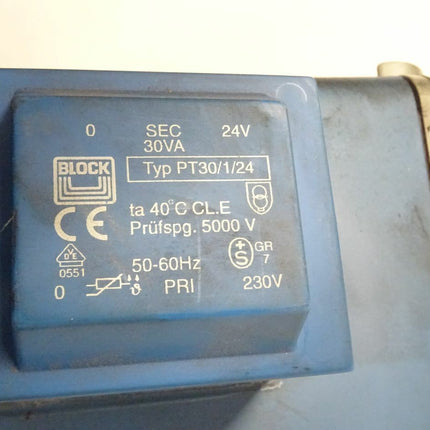 0 SEC 24V
30VA
BLOCK Typ PT30/1/24
CE ta 40°C CL.E
Prüfspg. 5000 V
VDE 0551
50-60Hz
+S GR 7
0 ϑ PRI 230V